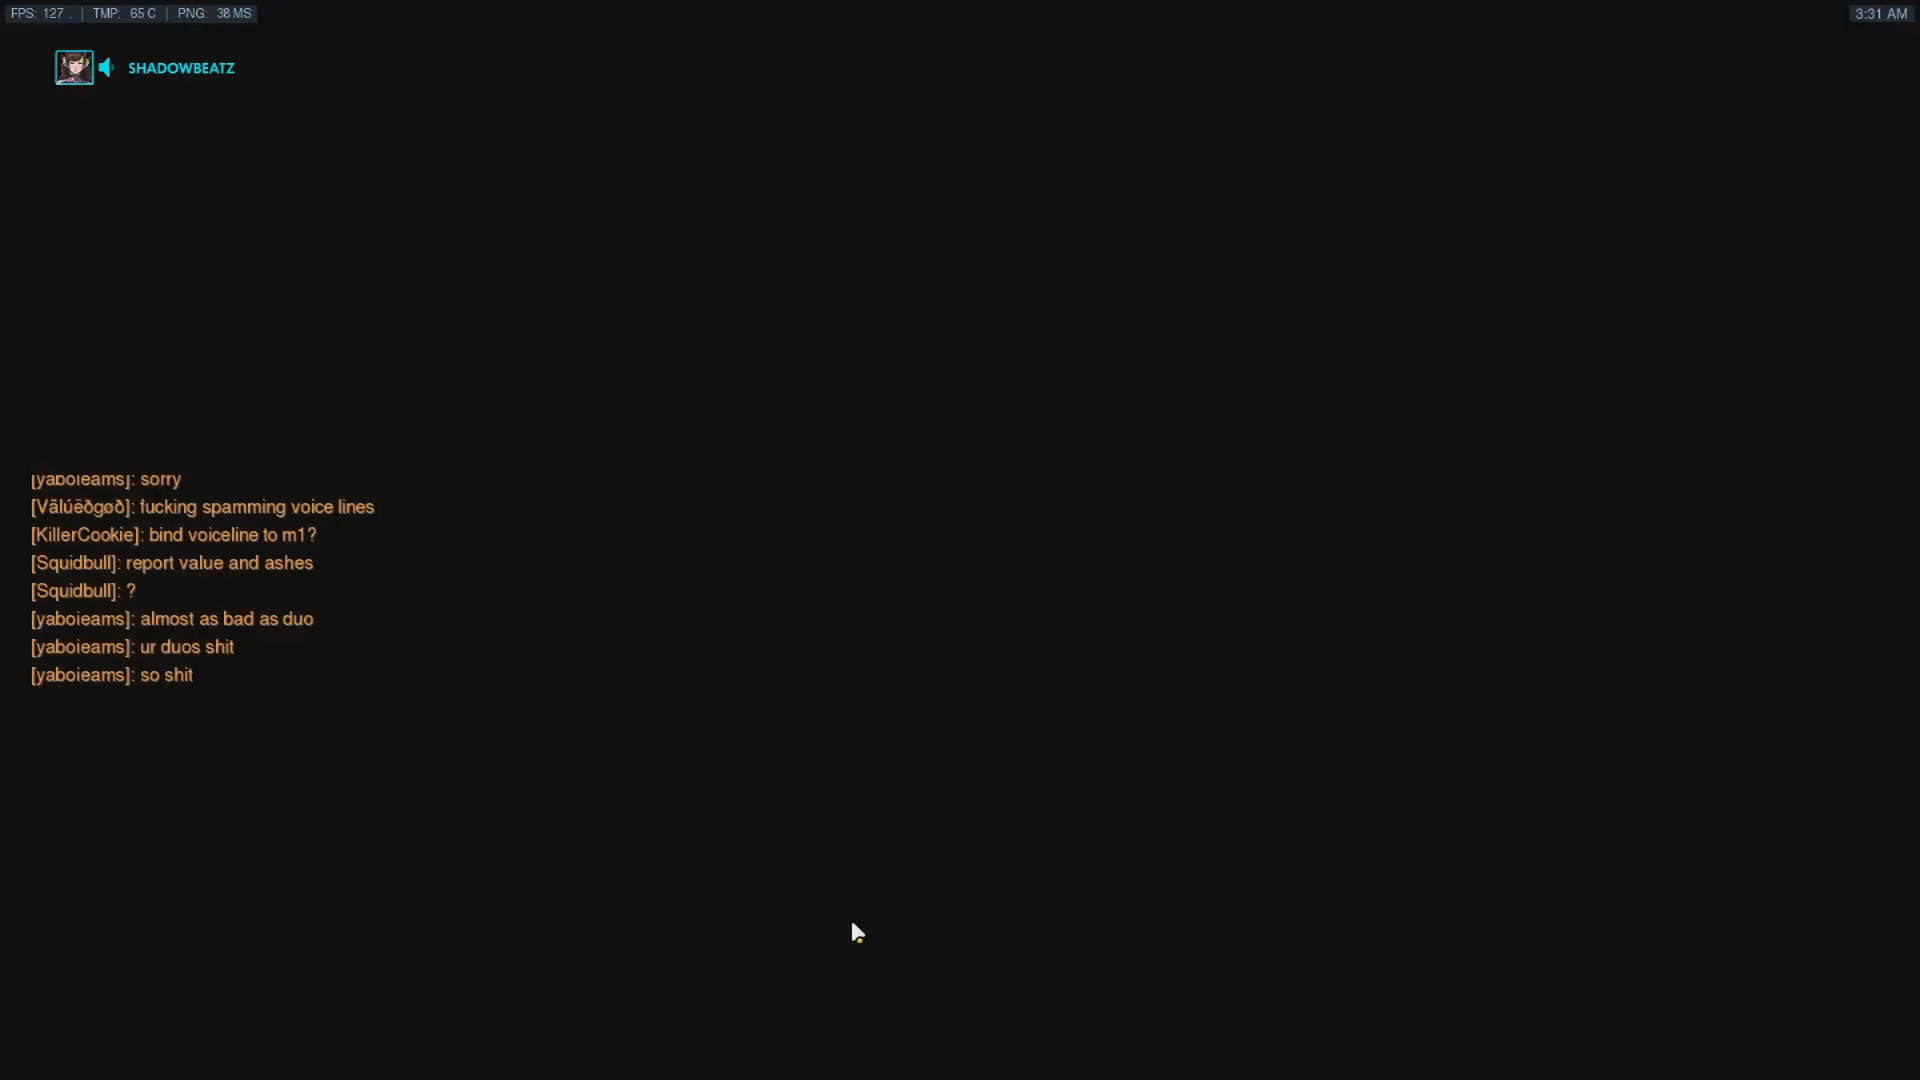 FPS: 127 . | TMP: 65 C | PNG: 38 MS
3:31 AM
SHADOWBEATZ
[yaboieams]: sorry
[Vãlúëðgøð]: fucking spamming voice lines
[KillerCookie]: bind voiceline to m1?
[Squidbull]: report value and ashes
[Squidbull]: ?
[yaboieams]: almost as bad as duo
[yaboieams]: ur duos shit
[yaboieams]: so shit